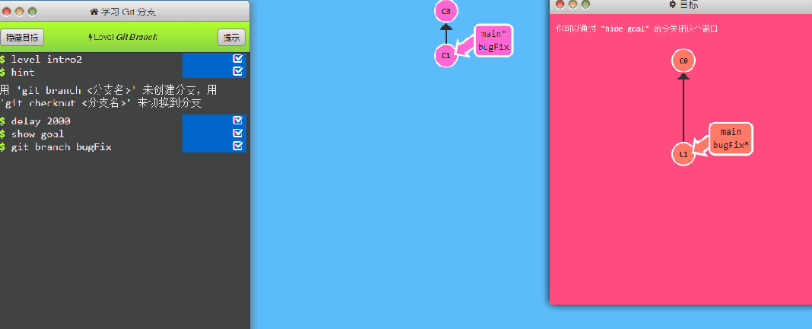 学习 Git 分支
隐藏目标
Level Git Branch
提示
$ level intro2
$ hint
用 'git branch <分支名>' 来创建分支，用
'git checkout <分支名>' 来切换到分支
$ delay 2000
$ show goal
$ git branch bugFix
C0
main*
bugFix
C1
目标
你可以通过 "hide goal" 命令关闭这个窗口
C0
main
bugFix*
C1